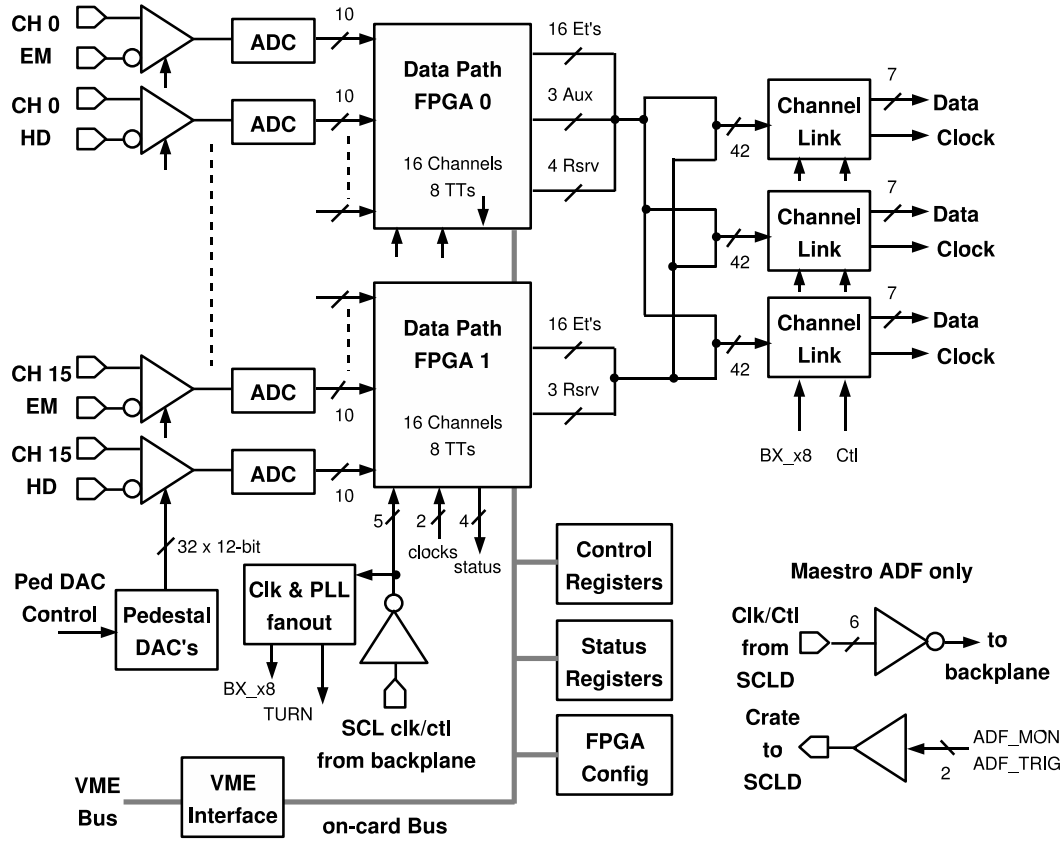 CH 0
EM
ADC
10
CH 0
HD
ADC
10
Data Path
FPGA 0
16 Channels
8 TTs
16 Et's
3 Aux
4 Rsrv
42
Channel
Link
7
Data
Clock
42
Channel
Link
7
Data
Clock
42
Channel
Link
7
Data
Clock
BX_x8
Ctl
CH 15
EM
ADC
10
CH 15
HD
ADC
10
Data Path
FPGA 1
16 Channels
8 TTs
16 Et's
3 Rsrv
5
2
4
clocks
status
32 x 12-bit
Ped DAC
Control
Pedestal
DAC's
Clk & PLL
fanout
BX_x8
TURN
SCL clk/ctl
from backplane
Control
Registers
Status
Registers
FPGA
Config
VME
Bus
VME
Interface
on-card Bus
Maestro ADF only
Clk/Ctl
from
SCLD
6
to
backplane
Crate
to
SCLD
2
ADF_MON
ADF_TRIG